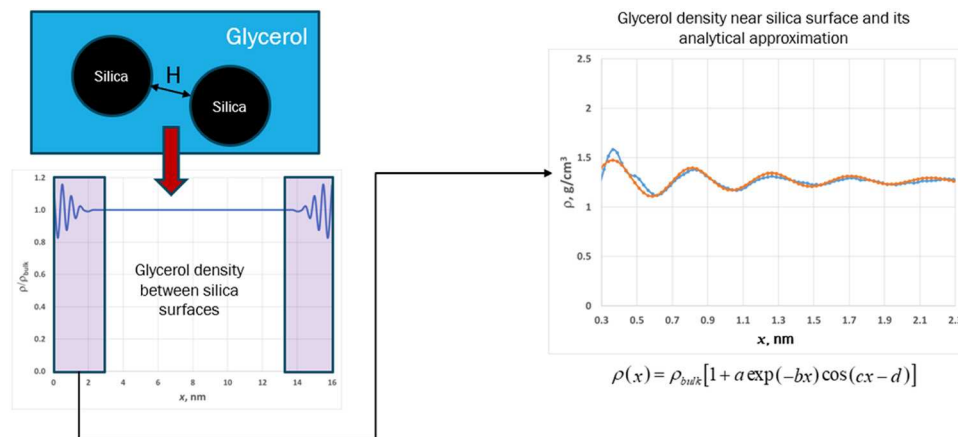 Glycerol
Silica
H
Silica
1.2
1.0
0.8
0.6
0.4
0.2
0.0
ρ/ρbulk
Glycerol density
between silica
surfaces
0 2 4 6 8 10 12 14 16
x, nm
Glycerol density near silica surface and its
analytical approximation
2.5
2
1.5
1
0.5
0
ρ, g/cm³
0.3 0.5 0.7 0.9 1.1 1.3 1.5 1.7 1.9 2.1 2.3
x, nm
ρ(x) = ρbulk[1 + a exp(−bx) cos(cx − d)]